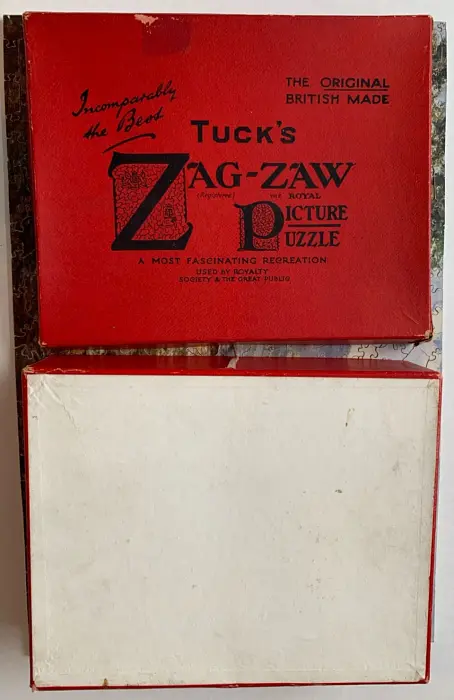 Incomparably
the Best
THE ORIGINAL
BRITISH MADE
TUCK'S
ZAG-ZAW
(Registered) THE ROYAL
PICTURE
PUZZLE
A MOST FASCINATING RECREATION
USED BY ROYALTY
SOCIETY & THE GREAT PUBLIC